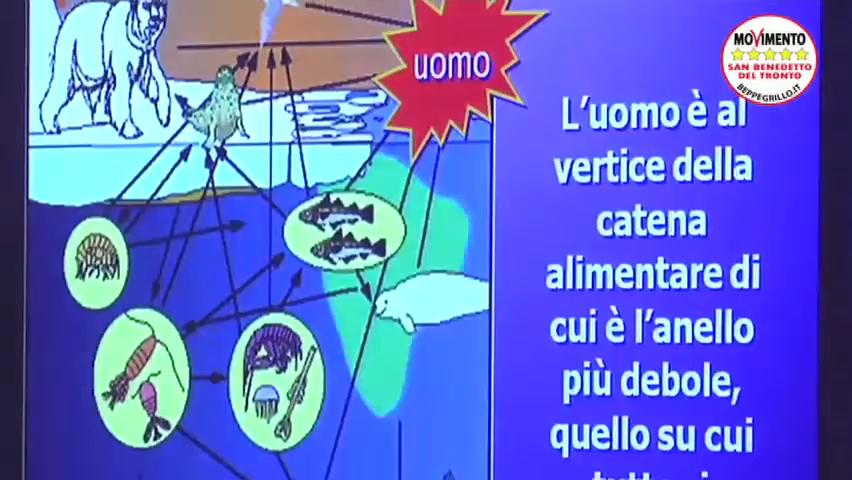 uomo
MOVIMENTO
SAN BENEDETTO
DEL TRONTO
BEPPEGRILLO.IT
L'uomo è al
vertice della
catena
alimentare di
cui è l'anello
più debole,
quello su cui